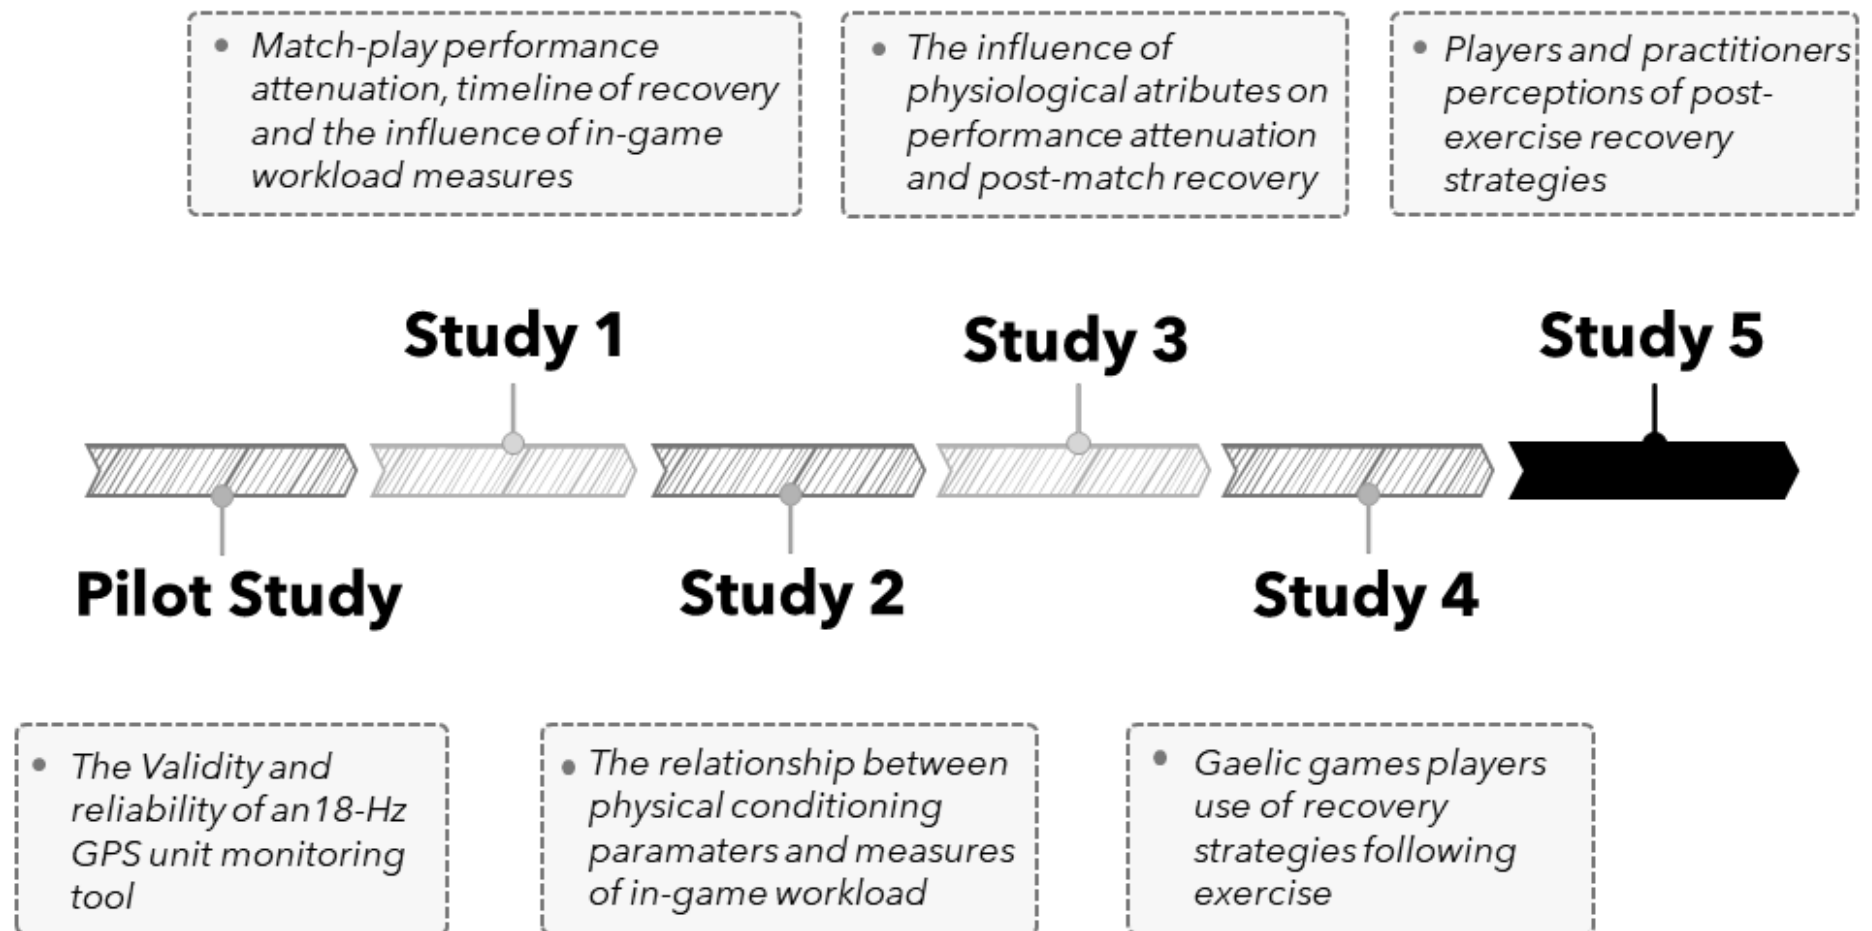 Match-play performance
attenuation, timeline of recovery
and the influence of in-game
workload measures
The influence of
physiological atributes on
performance attenuation
and post-match recovery
Players and practitioners
perceptions of post-
exercise recovery
strategies
Study 1
Study 3
Study 5
Pilot Study
Study 2
Study 4
The Validity and
reliability of an 18-Hz
GPS unit monitoring
tool
The relationship between
physical conditioning
paramaters and measures
of in-game workload
Gaelic games players
use of recovery
strategies following
exercise